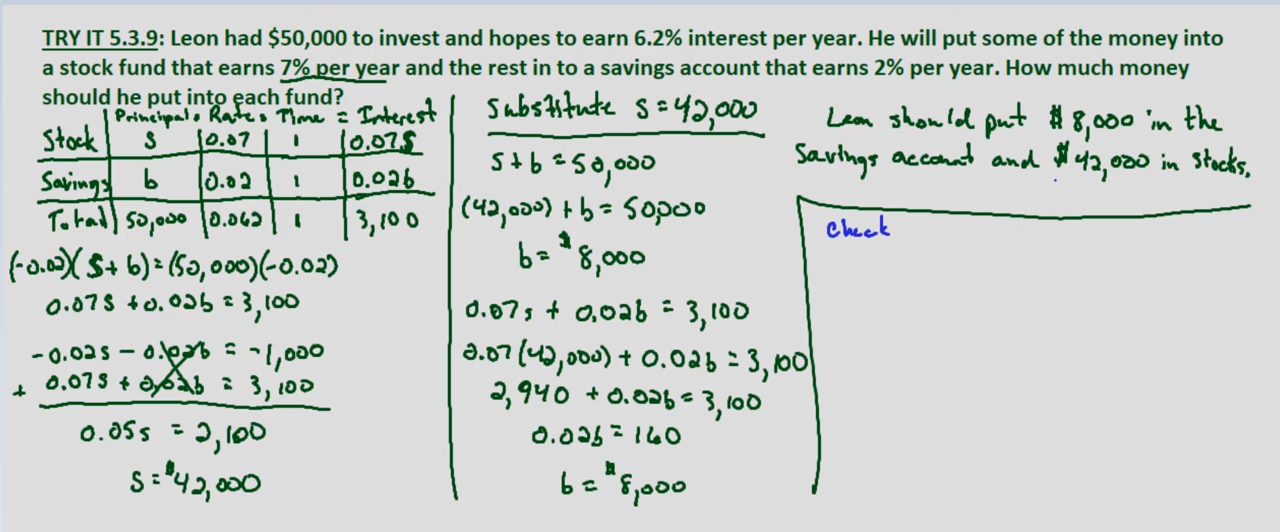 TRY IT 5.3.9: Leon had $50,000 to invest and hopes to earn 6.2% interest per year. He will put some of the money into
a stock fund that earns 7% per year and the rest in to a savings account that earns 2% per year. How much money
should he put into each fund?
Principal • Rate • Time = Interest
Stock s 0.07 1 0.07s
Savings b 0.02 1 0.02b
Total 50,000 0.062 1 3,100
(-0.02)(s+b)=(50,000)(-0.02)
0.07s + 0.02b = 3,100
-0.02s - 0.02b = -1,000
+ 0.07s + 0.02b = 3,100
0.05s = 2,100
s = $42,000
Substitute s = 42,000
s + b = 50,000
(42,000) + b = 50,000
b = $8,000
0.07s + 0.02b = 3,100
0.07(42,000) + 0.02b = 3,100
2,940 + 0.02b = 3,100
0.02b = 160
b = $8,000
Leon should put $8,000 in the
savings account and $42,000 in stocks.
Check